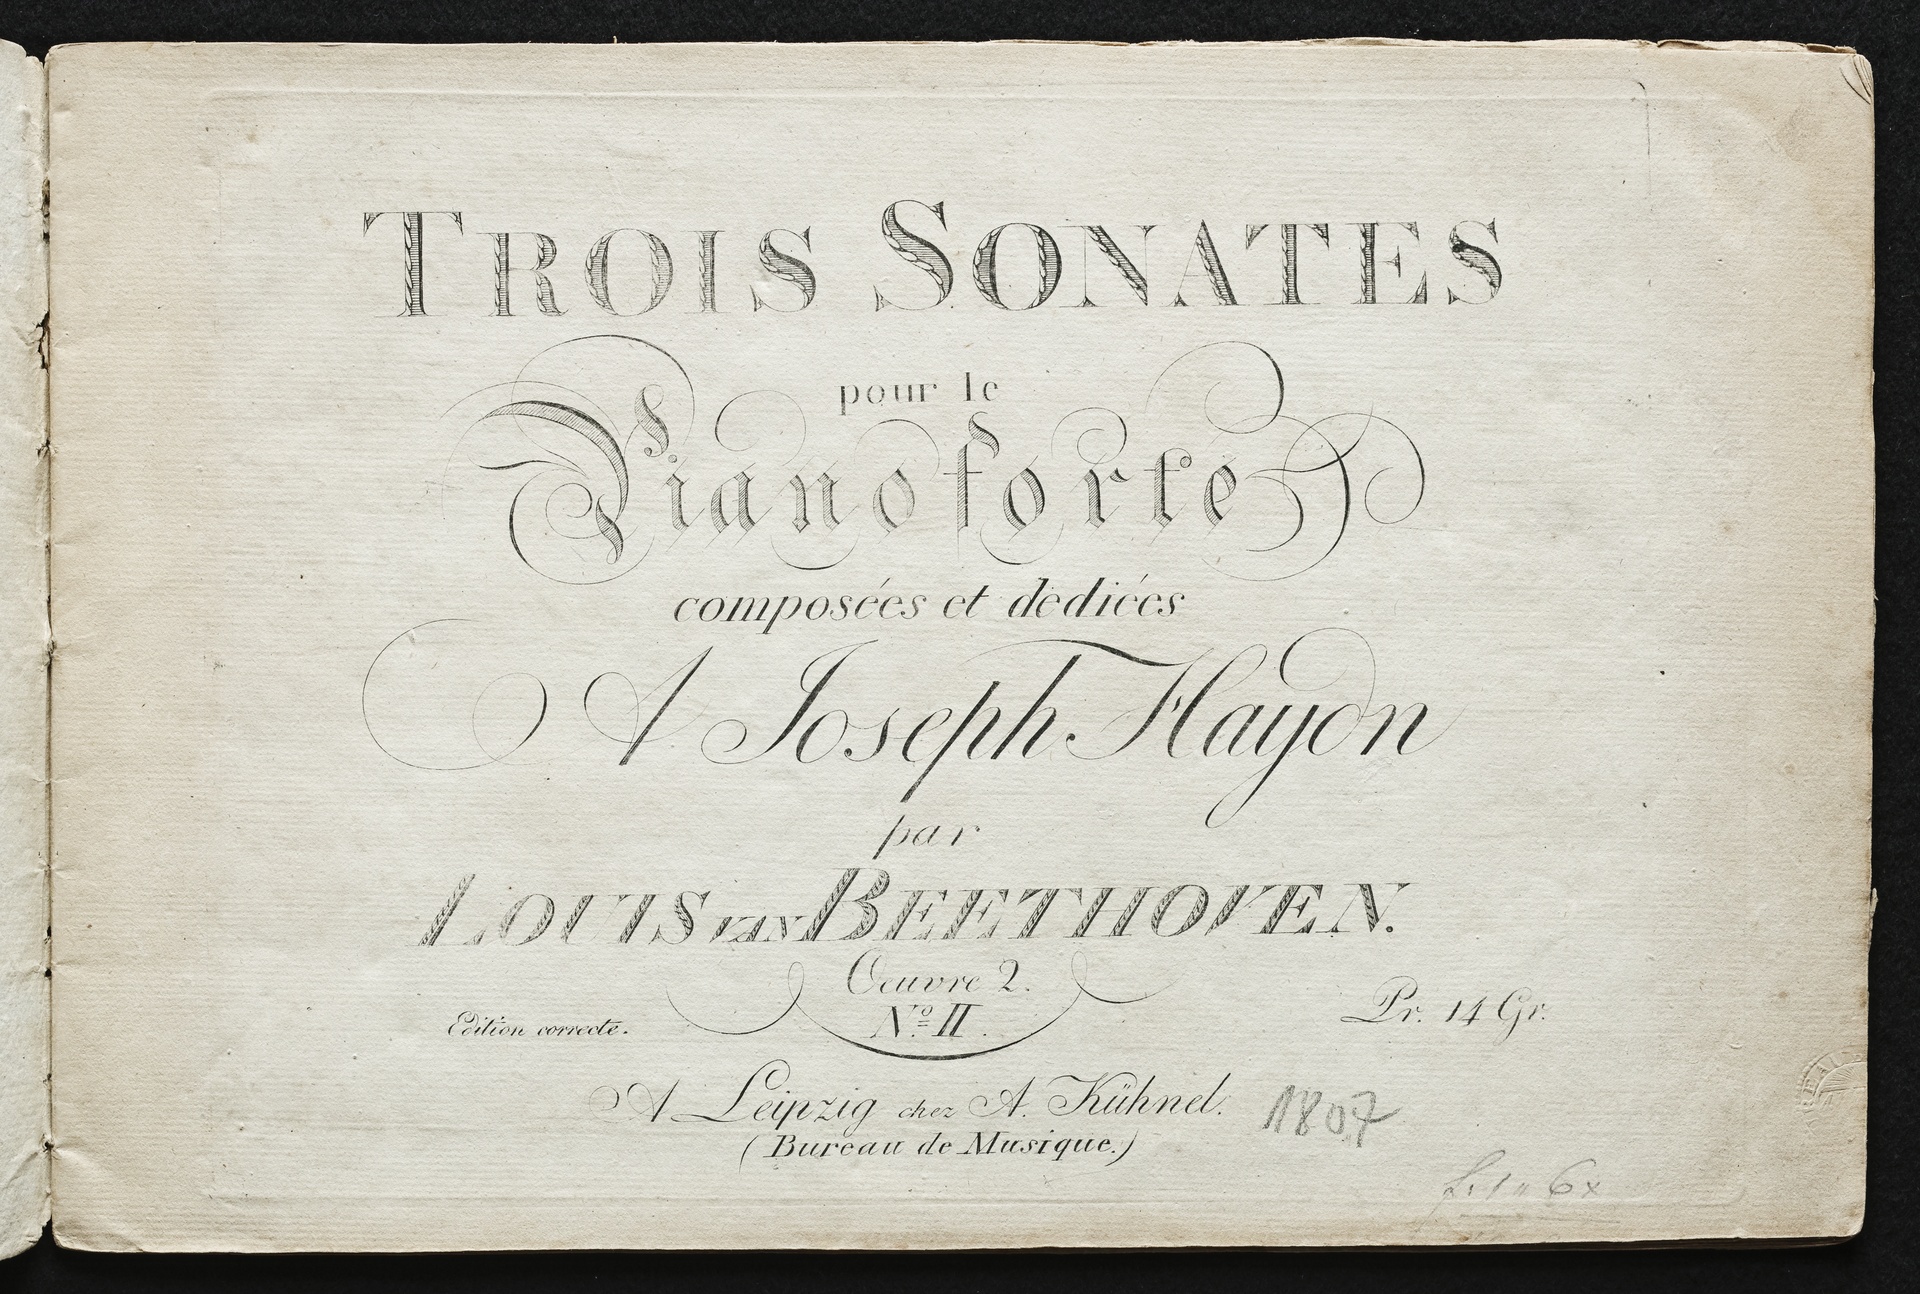 TROIS SONATES
pour le
Pianoforte
composées et dediées
A Joseph Haydn
par
LOUIS VAN BEETHOVEN.
Oeuvre 2.
Nº II.
Edition correcte.
Pr. 14 Gr.
A Leipzig chez A. Kühnel.
(Bureau de Musique.)
1807